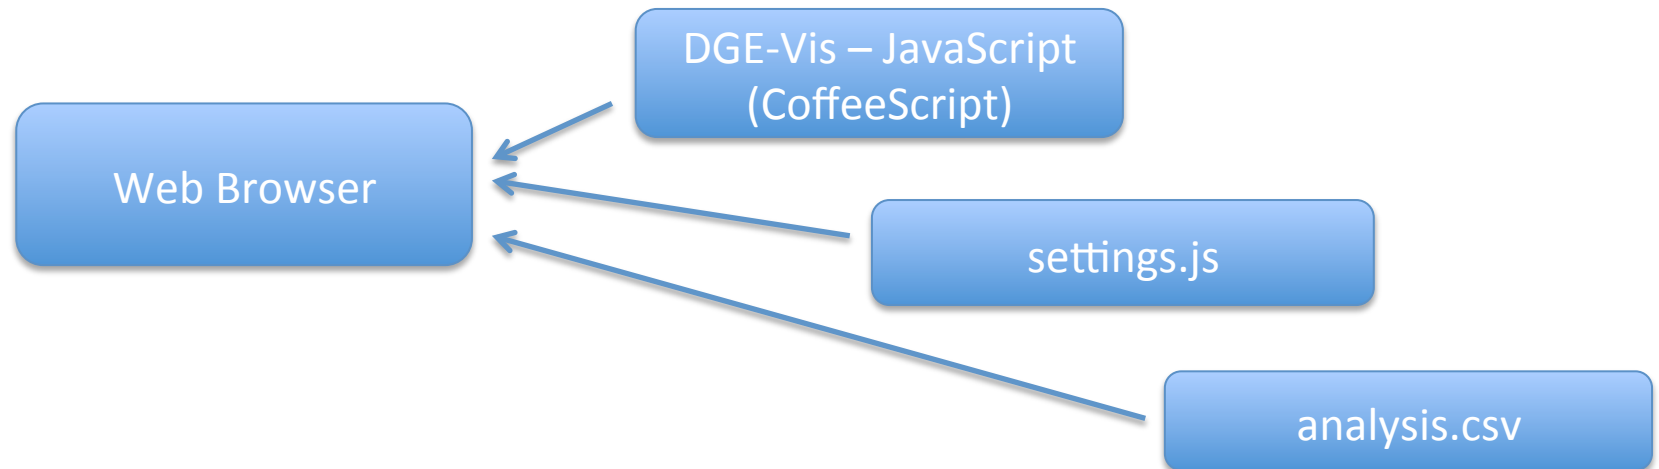 DGE-Vis – JavaScript
(CoffeeScript)
Web Browser
settings.js
analysis.csv